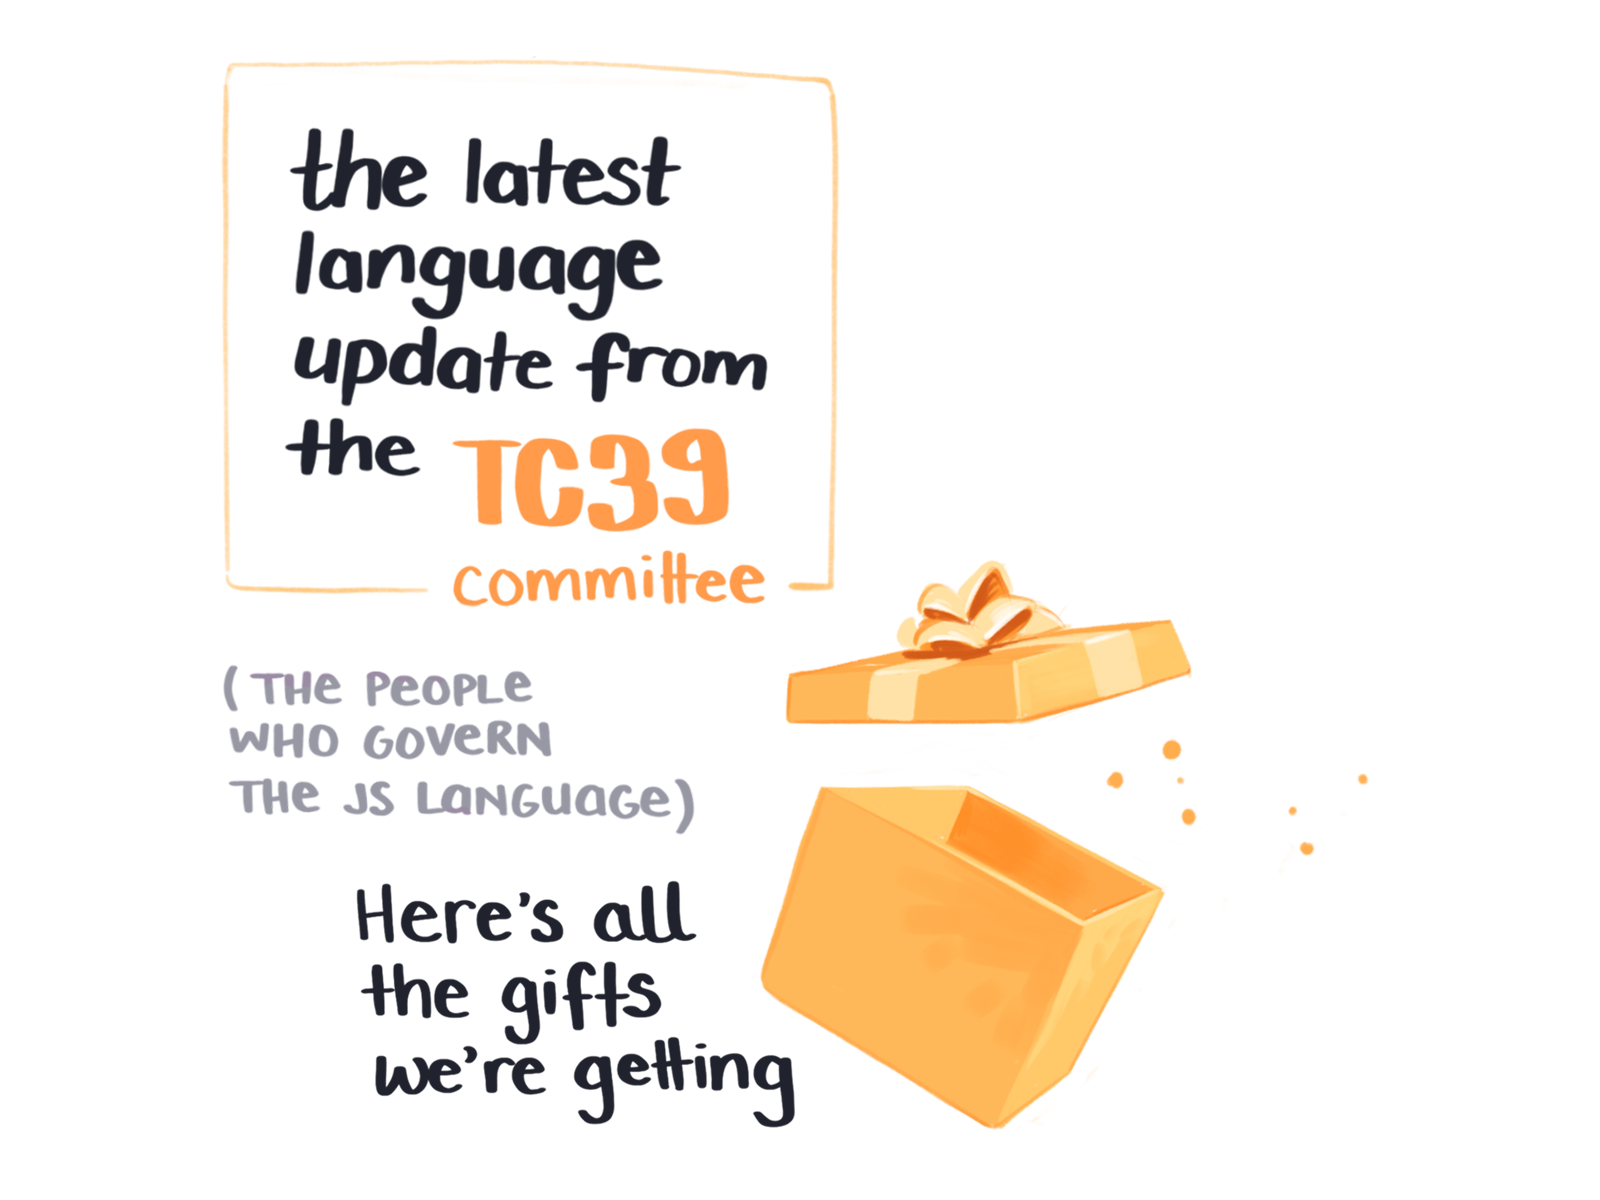 the latest
language
update from
the TC39
committee
(THE PEOPLE
WHO GOVERN
THE JS LANGUAGE)
Here's all
the gifts
we're getting